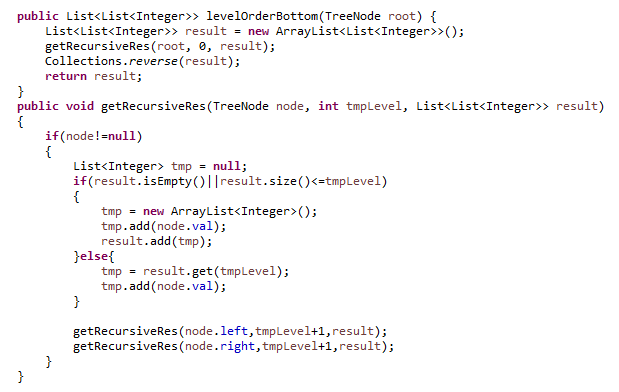 public List<List<Integer>> levelOrderBottom(TreeNode root) {
    List<List<Integer>> result = new ArrayList<List<Integer>>();
    getRecursiveRes(root, 0, result);
    Collections.reverse(result);
    return result;
}
public void getRecursiveRes(TreeNode node, int tmpLevel, List<List<Integer>> result)
{
    if(node!=null)
    {
        List<Integer> tmp = null;
        if(result.isEmpty()||result.size()<=tmpLevel)
        {
            tmp = new ArrayList<Integer>();
            tmp.add(node.val);
            result.add(tmp);
        }else{
            tmp = result.get(tmpLevel);
            tmp.add(node.val);
        }

        getRecursiveRes(node.left,tmpLevel+1,result);
        getRecursiveRes(node.right,tmpLevel+1,result);
    }
}